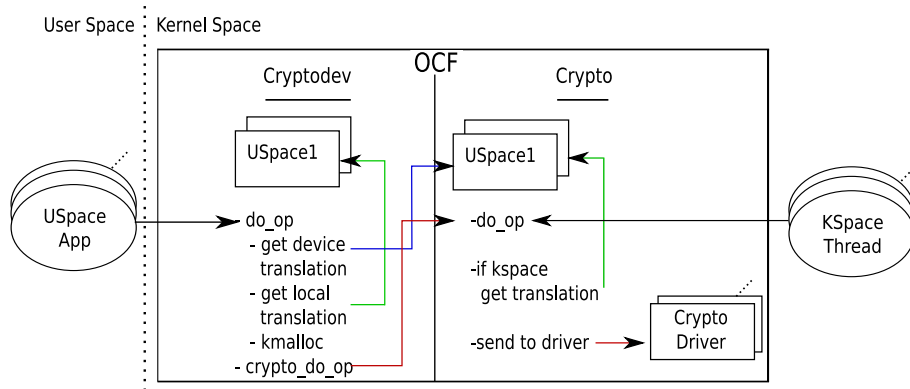 User Space
Kernel Space
OCF
Cryptodev
Crypto
USpace1
USpace1
USpace
App
- do_op
- get device
translation
- get local
translation
- kmalloc
- crypto_do_op
-do_op
-if kspace
get translation
-send to driver
Crypto
Driver
KSpace
Thread